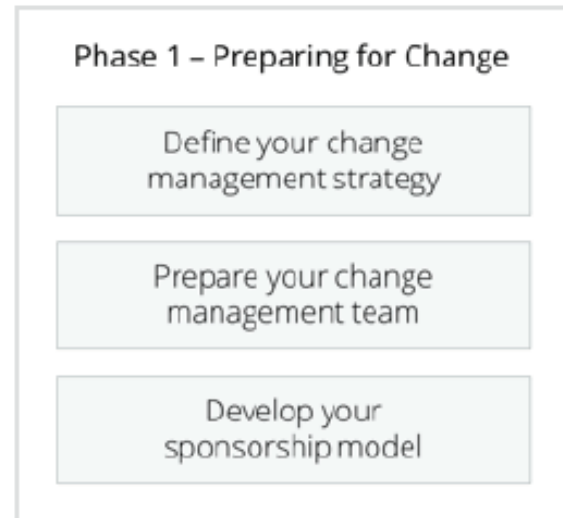 Phase 1 – Preparing for Change
Define your change
management strategy
Prepare your change
management team
Develop your
sponsorship model